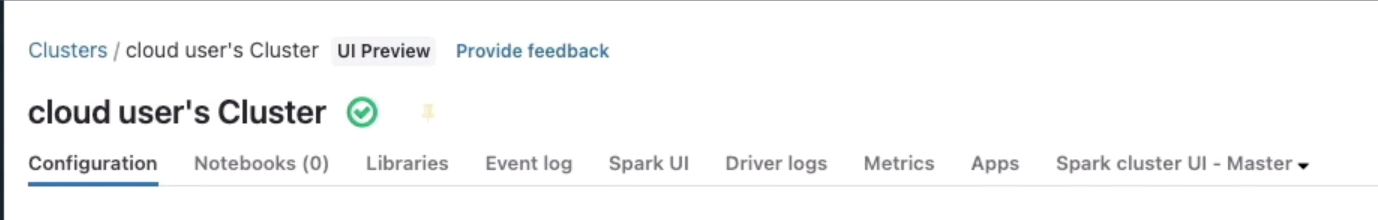 Clusters / cloud user's Cluster UI Preview Provide feedback
cloud user's Cluster
Configuration Notebooks (0) Libraries Event log Spark UI Driver logs Metrics Apps Spark cluster UI - Master